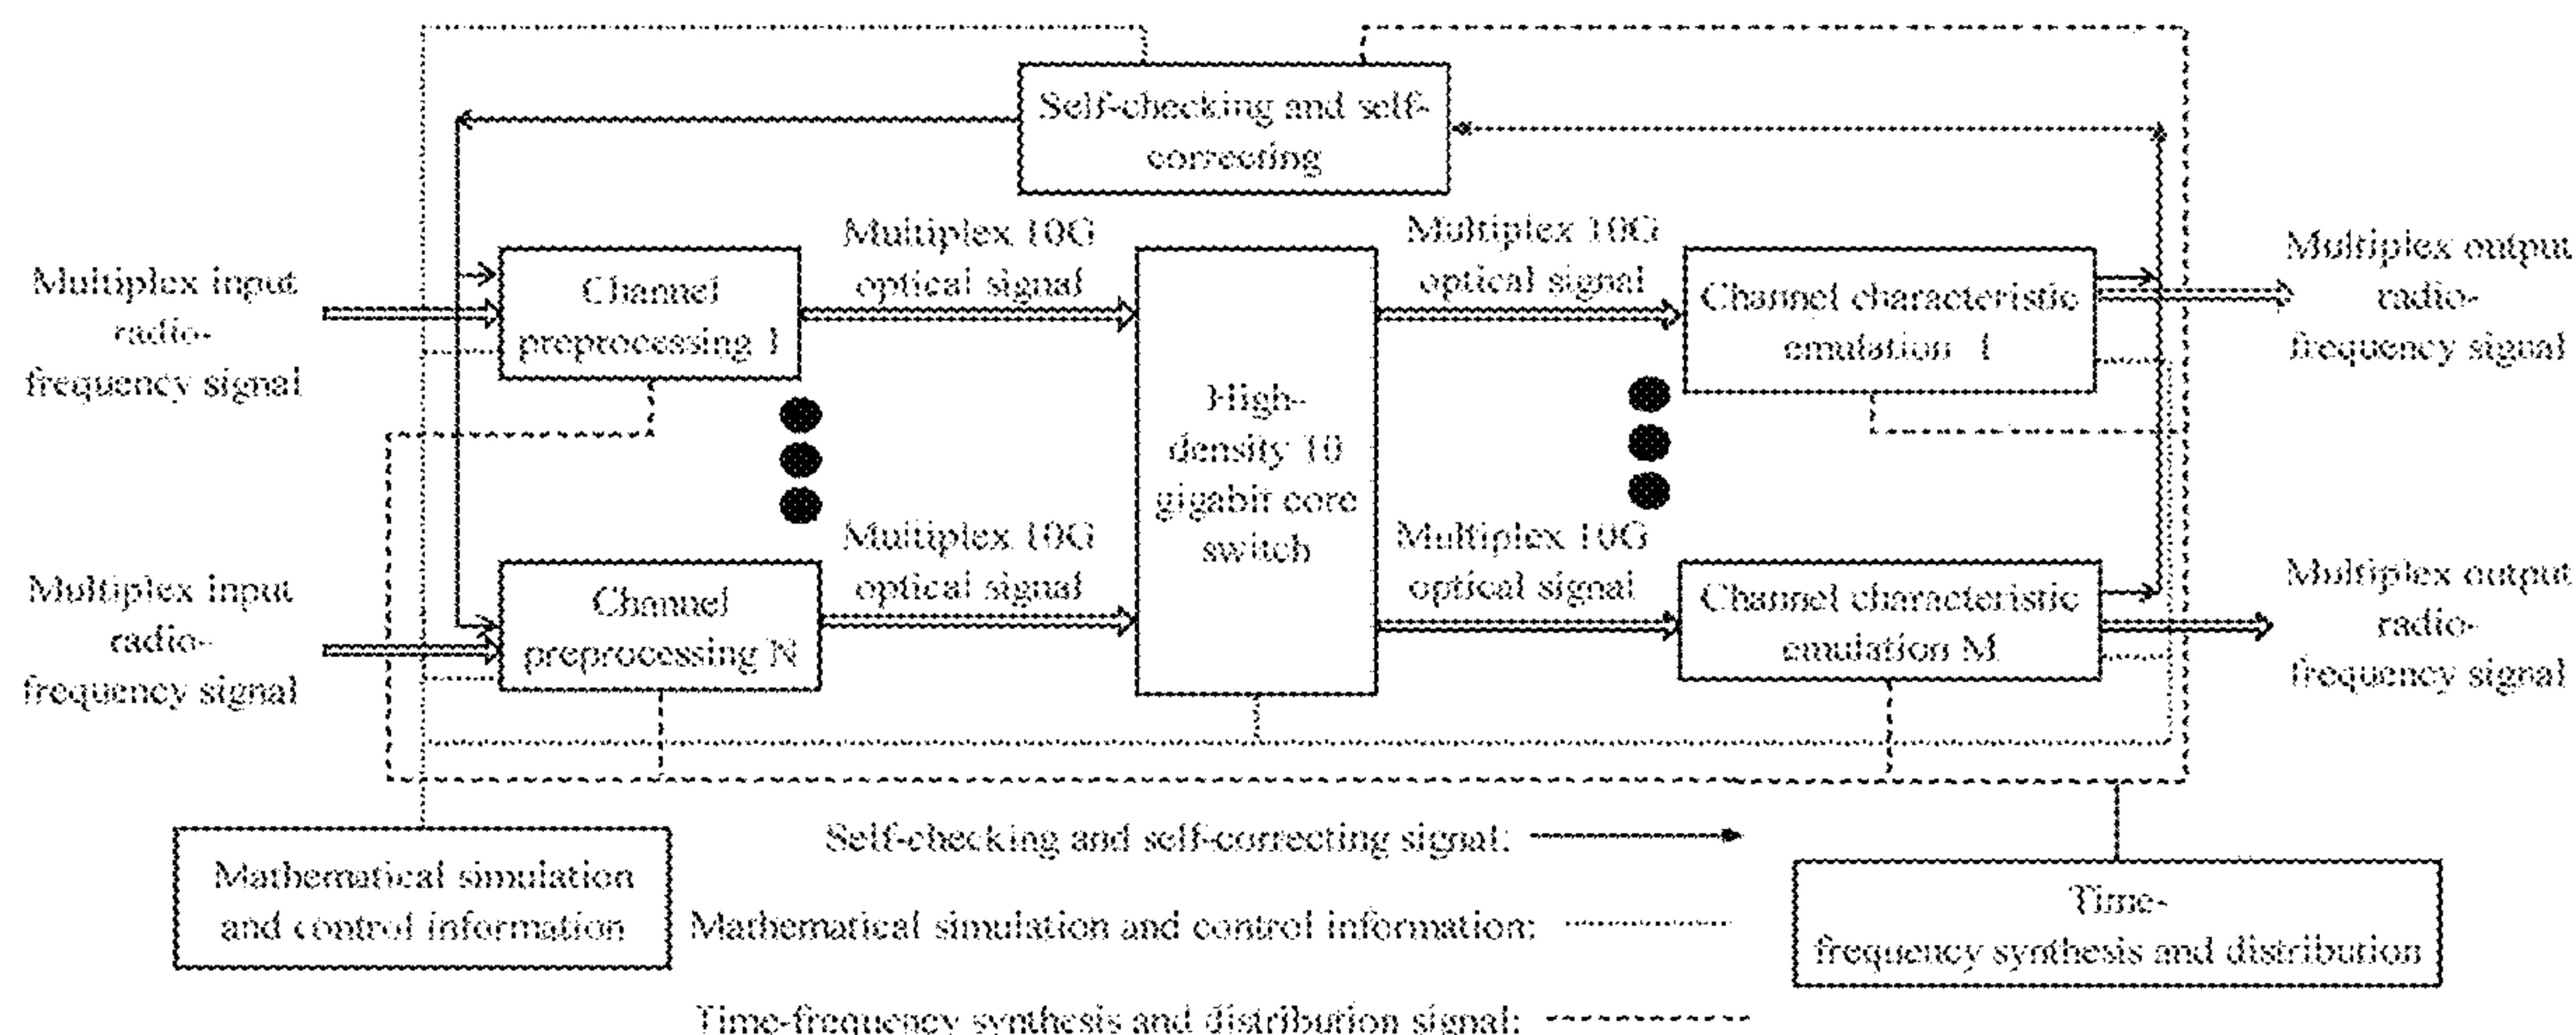 Self-checking and self-
correcting
Multiplex input
radio-
frequency signal
Channel
preprocessing 1
Multiplex 10G
optical signal
High-
density 10
gigabit core
switch
Multiplex 10G
optical signal
Channel characteristic
emulation 1
Multiplex output
radio-
frequency signal
Multiplex input
radio-
frequency signal
Channel
preprocessing N
Multiplex 10G
optical signal
Multiplex 10G
optical signal
Channel characteristic
emulation M
Multiplex output
radio-
frequency signal
Mathematical simulation
and control information
Self-checking and self-correcting signal:
Mathematical simulation and control information:
Time-frequency synthesis and distribution signal:
Time-
frequency synthesis and distribution